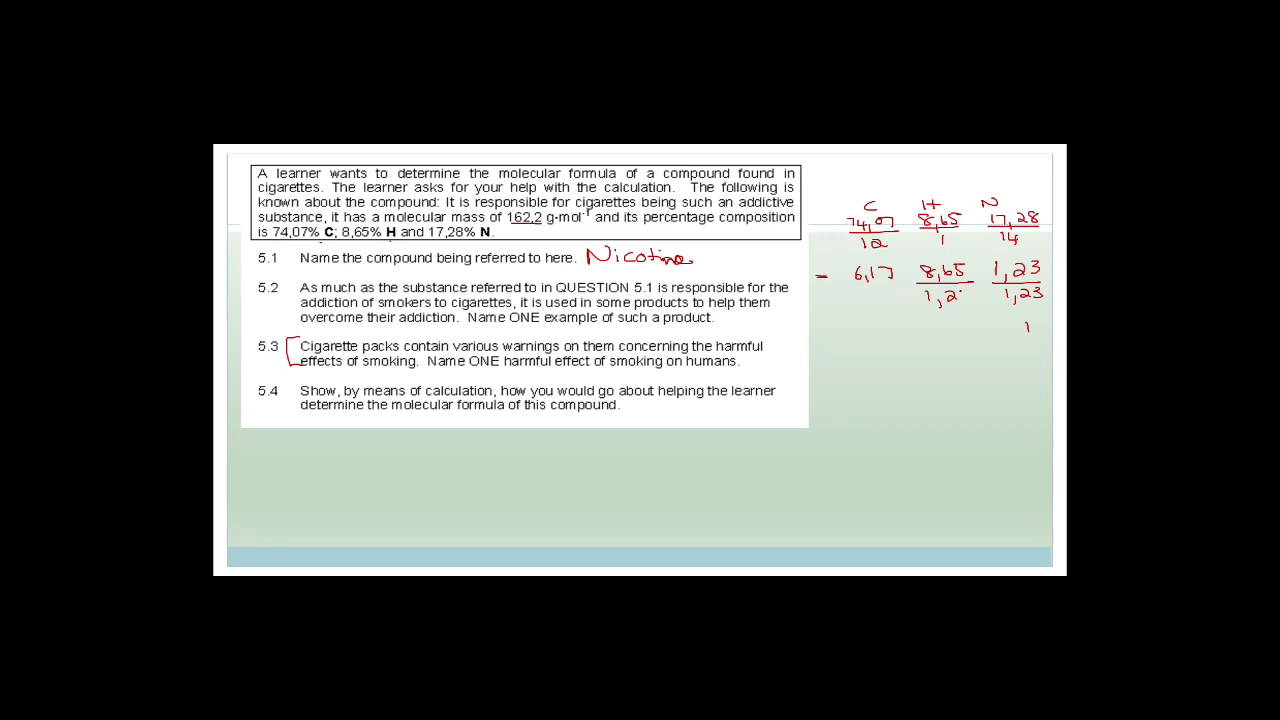 A learner wants to determine the molecular formula of a compound found in
cigarettes. The learner asks for your help with the calculation. The following is
known about the compound: It is responsible for cigarettes being such an addictive
substance, it has a molecular mass of 162,2 g·mol⁻¹ and its percentage composition
is 74,07% C; 8,65% H and 17,28% N.
5.1 Name the compound being referred to here. Nicotine
5.2 As much as the substance referred to in QUESTION 5.1 is responsible for the
addiction of smokers to cigarettes, it is used in some products to help them
overcome their addiction. Name ONE example of such a product.
5.3 Cigarette packs contain various warnings on them concerning the harmful
effects of smoking. Name ONE harmful effect of smoking on humans.
5.4 Show, by means of calculation, how you would go about helping the learner
determine the molecular formula of this compound.
C H N
74,07 8,65 17,28
12 1 14
= 6,17 8,65 1,23
1,2 1,23
1